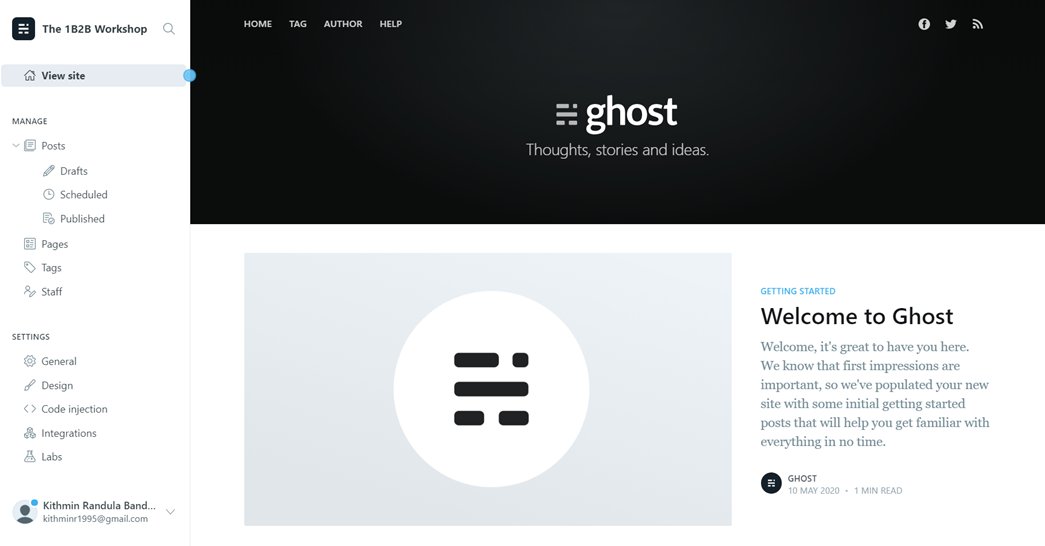 The 1B2B Workshop
View site
MANAGE
Posts
Drafts
Scheduled
Published
Pages
Tags
Staff
SETTINGS
General
Design
Code injection
Integrations
Labs
Kithmin Randula Band...
kithminr1995@gmail.com
HOME TAG AUTHOR HELP
ghost
Thoughts, stories and ideas.
GETTING STARTED
Welcome to Ghost
Welcome, it's great to have you here.
We know that first impressions are
important, so we've populated your new
site with some initial getting started
posts that will help you get familiar with
everything in no time.
GHOST
10 MAY 2020 • 1 MIN READ